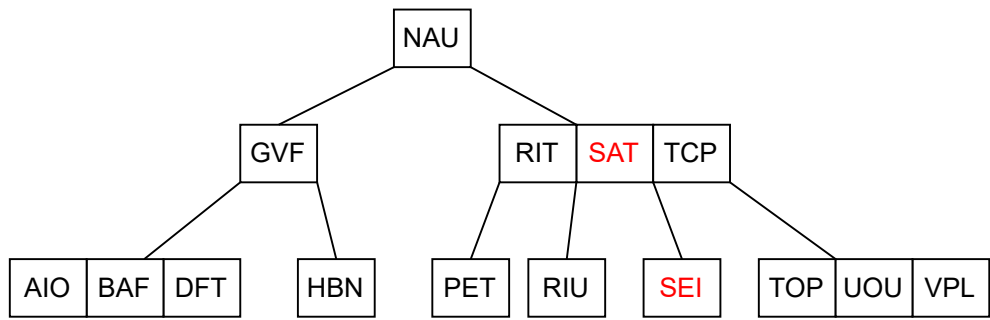 NAU
GVF RIT SAT TCP
AIO BAF DFT HBN PET RIU SEI TOP UOU VPL